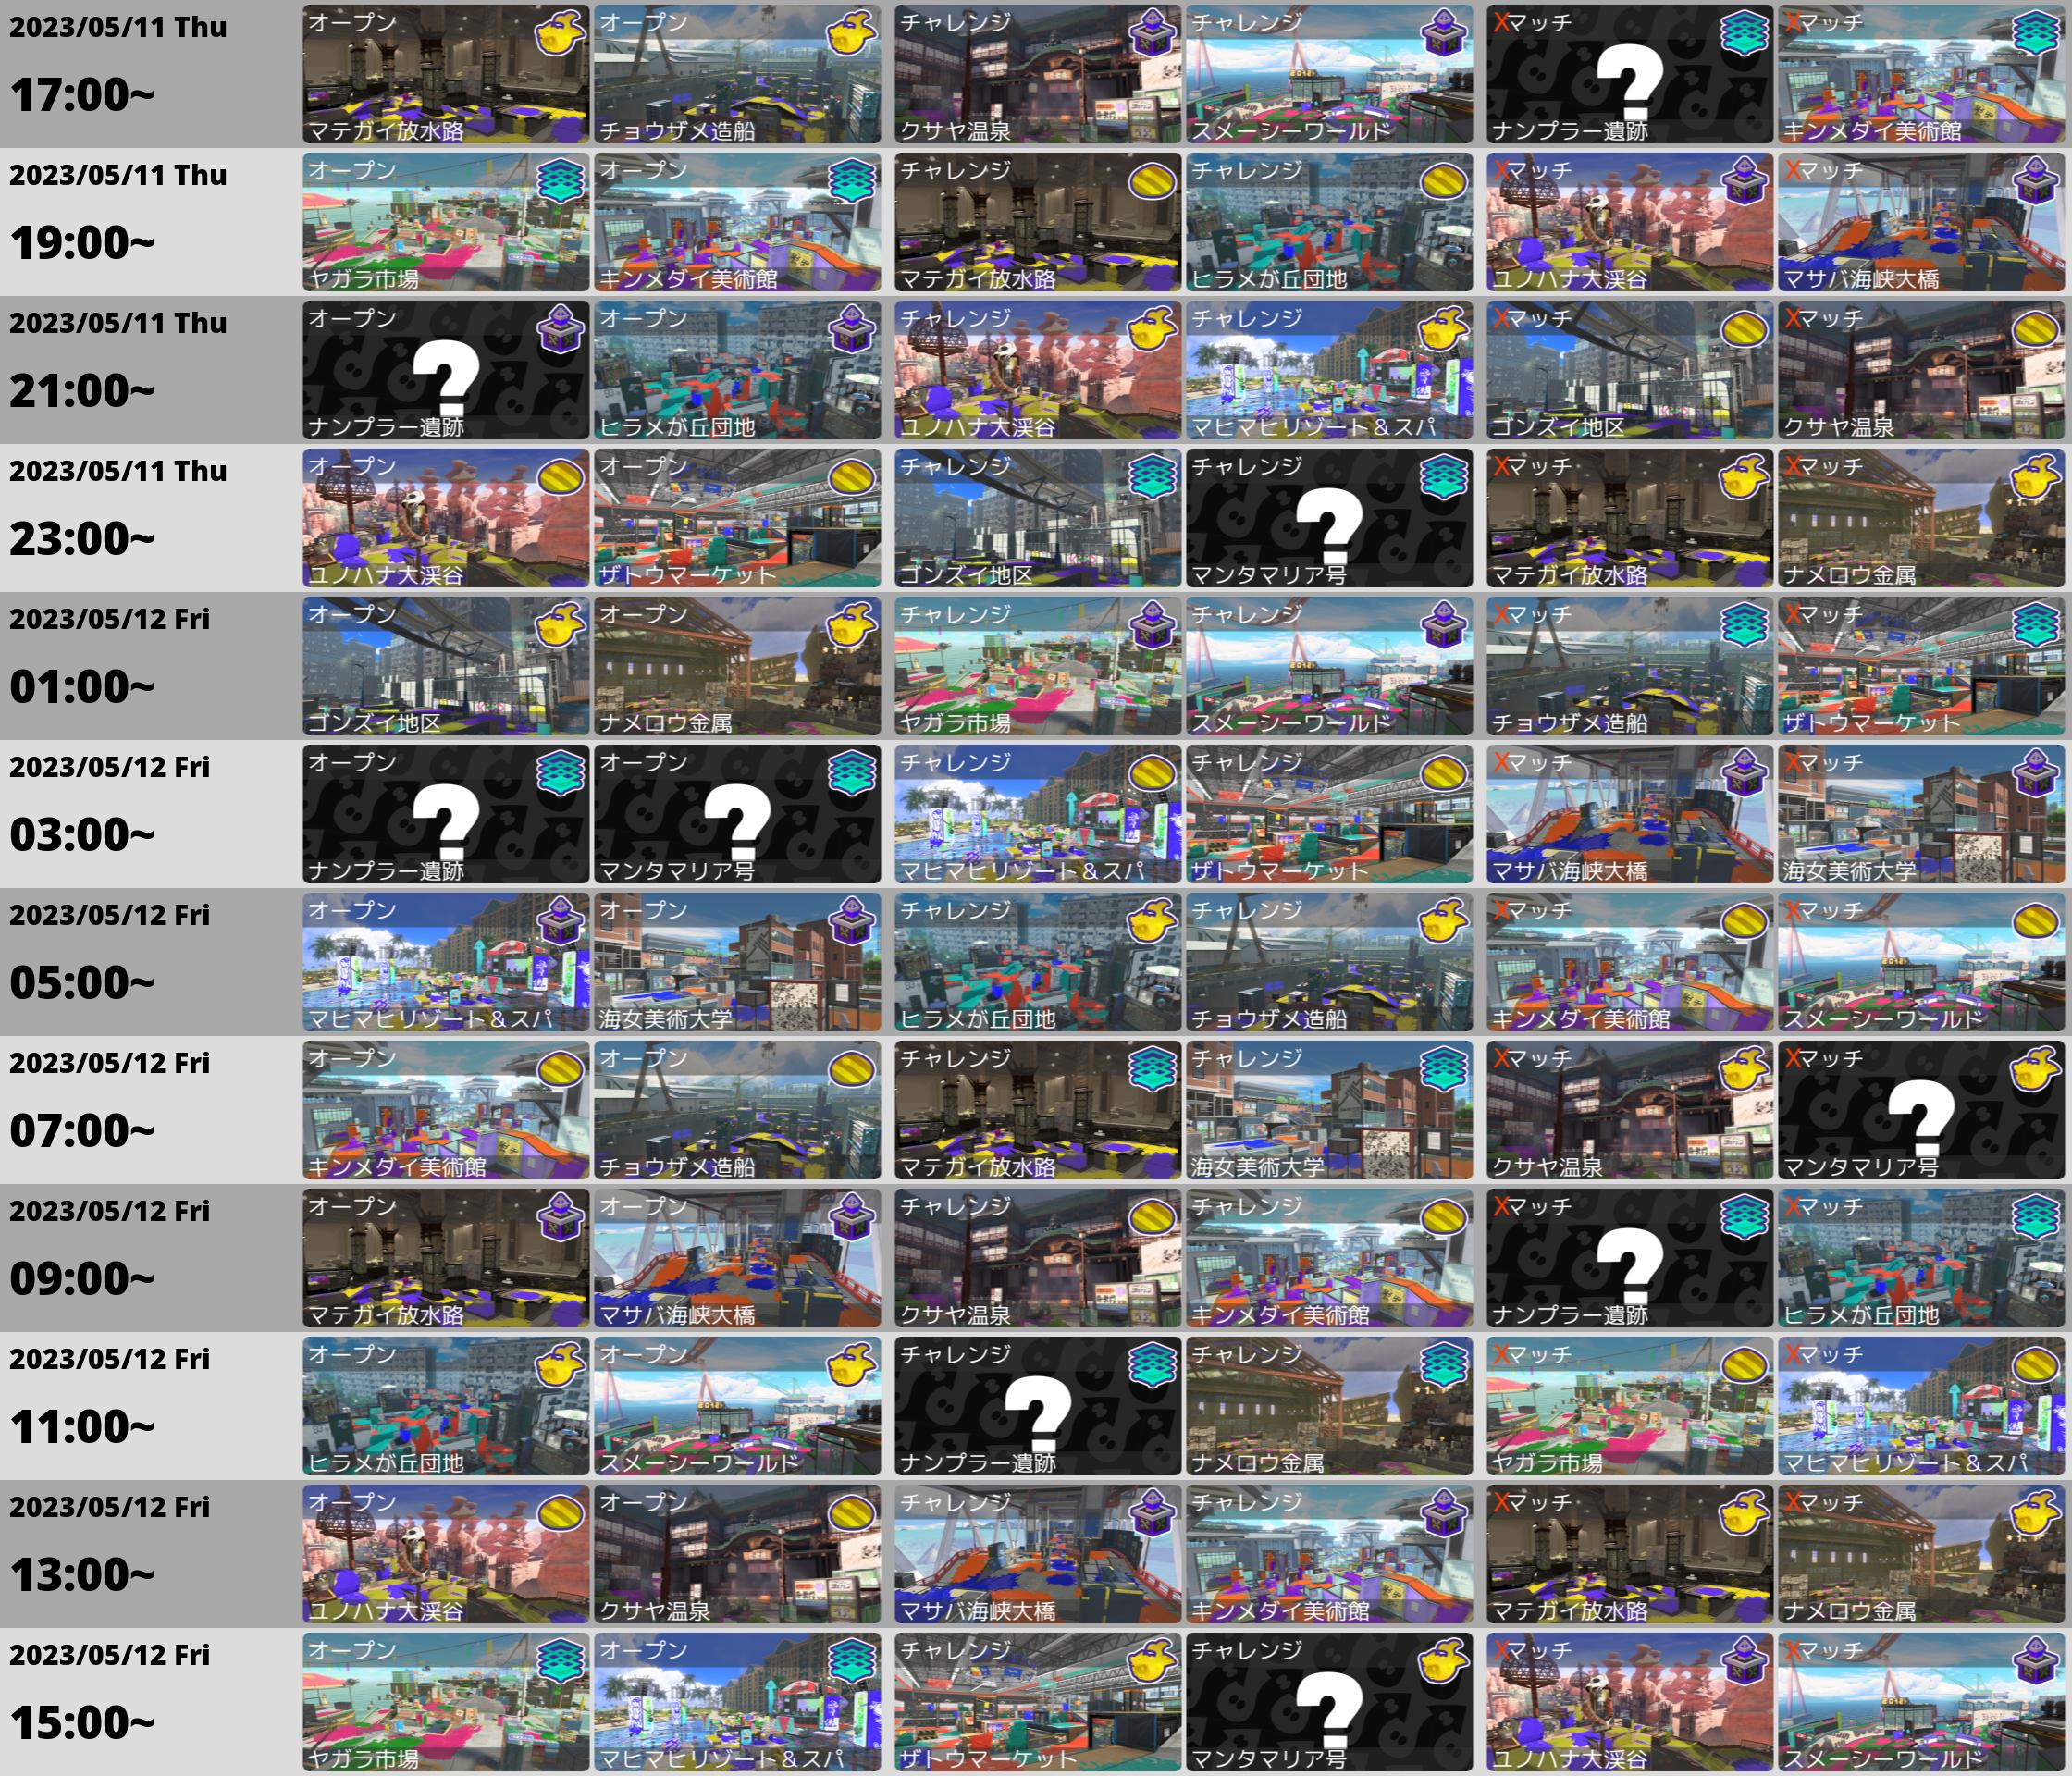 2023/05/11 Thu
17:00~
オープン オープン チャレンジ チャレンジ Xマッチ Xマッチ
マテガイ放水路 チョウザメ造船 クサヤ温泉 スメーシーワールド ナンプラー遺跡 キンメダイ美術館
2023/05/11 Thu
19:00~
オープン オープン チャレンジ チャレンジ Xマッチ Xマッチ
ヤガラ市場 キンメダイ美術館 マテガイ放水路 ヒラメが丘団地 ユノハナ大渓谷 マサバ海峡大橋
2023/05/11 Thu
21:00~
オープン オープン チャレンジ チャレンジ Xマッチ Xマッチ
ナンプラー遺跡 ヒラメが丘団地 ユノハナ大渓谷 マヒマヒリゾート&スパ ゴンズイ地区 クサヤ温泉
2023/05/11 Thu
23:00~
オープン オープン チャレンジ チャレンジ Xマッチ Xマッチ
ユノハナ大渓谷 ザトウマーケット ゴンズイ地区 マンタマリア号 マテガイ放水路 ナメロウ金属
2023/05/12 Fri
01:00~
オープン オープン チャレンジ チャレンジ Xマッチ Xマッチ
ゴンズイ地区 ナメロウ金属 ヤガラ市場 スメーシーワールド チョウザメ造船 ザトウマーケット
2023/05/12 Fri
03:00~
オープン オープン チャレンジ チャレンジ Xマッチ Xマッチ
ナンプラー遺跡 マンタマリア号 マヒマヒリゾート&スパ ザトウマーケット マサバ海峡大橋 海女美術大学
2023/05/12 Fri
05:00~
オープン オープン チャレンジ チャレンジ Xマッチ Xマッチ
マヒマヒリゾート&スパ 海女美術大学 ヒラメが丘団地 チョウザメ造船 キンメダイ美術館 スメーシーワールド
2023/05/12 Fri
07:00~
オープン オープン チャレンジ チャレンジ Xマッチ Xマッチ
キンメダイ美術館 チョウザメ造船 マテガイ放水路 海女美術大学 クサヤ温泉 マンタマリア号
2023/05/12 Fri
09:00~
オープン オープン チャレンジ チャレンジ Xマッチ Xマッチ
マテガイ放水路 マサバ海峡大橋 クサヤ温泉 キンメダイ美術館 ナンプラー遺跡 ヒラメが丘団地
2023/05/12 Fri
11:00~
オープン オープン チャレンジ チャレンジ Xマッチ Xマッチ
ヒラメが丘団地 スメーシーワールド ナンプラー遺跡 ナメロウ金属 ヤガラ市場 マヒマヒリゾート&スパ
2023/05/12 Fri
13:00~
オープン オープン チャレンジ チャレンジ Xマッチ Xマッチ
ユノハナ大渓谷 クサヤ温泉 マサバ海峡大橋 キンメダイ美術館 マテガイ放水路 ナメロウ金属
2023/05/12 Fri
15:00~
オープン オープン チャレンジ チャレンジ Xマッチ Xマッチ
ヤガラ市場 マヒマヒリゾート&スパ ザトウマーケット マンタマリア号 ユノハナ大渓谷 スメーシーワールド